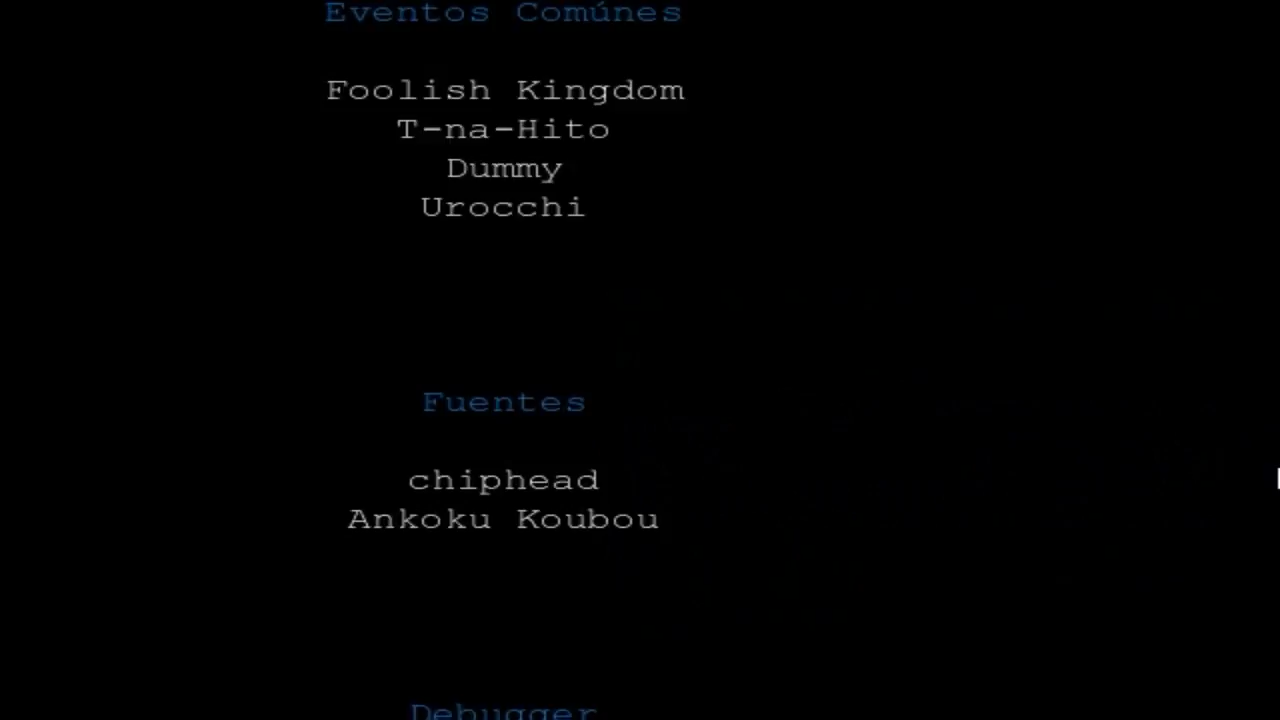 Eventos Comúnes
Foolish Kingdom
T-na-Hito
Dummy
Urocchi
Fuentes
chiphead
Ankoku Koubou
Debugger